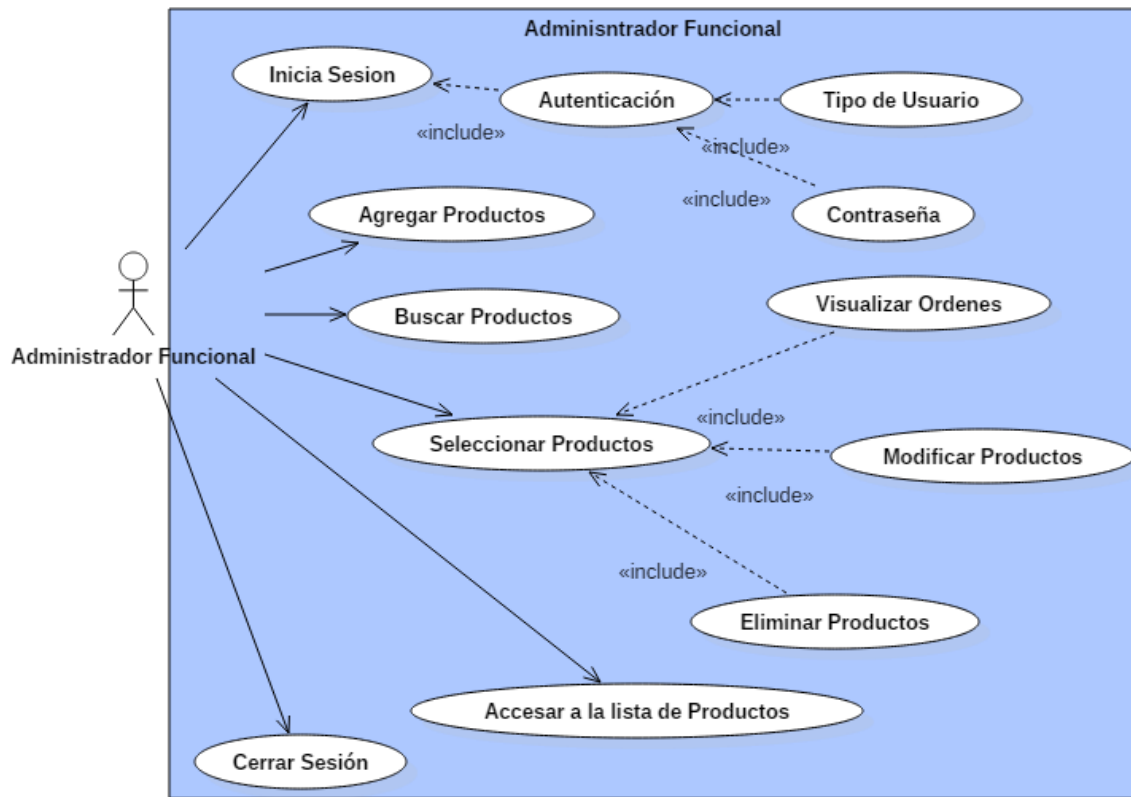 Adminisntrador Funcional
Inicia Sesion
Autenticación
Tipo de Usuario
«include»
«include»
«include»
Agregar Productos
Contraseña
Buscar Productos
Visualizar Ordenes
Administrador Funcional
«include»
Seleccionar Productos
Modificar Productos
«include»
«include»
Eliminar Productos
Accesar a la lista de Productos
Cerrar Sesión